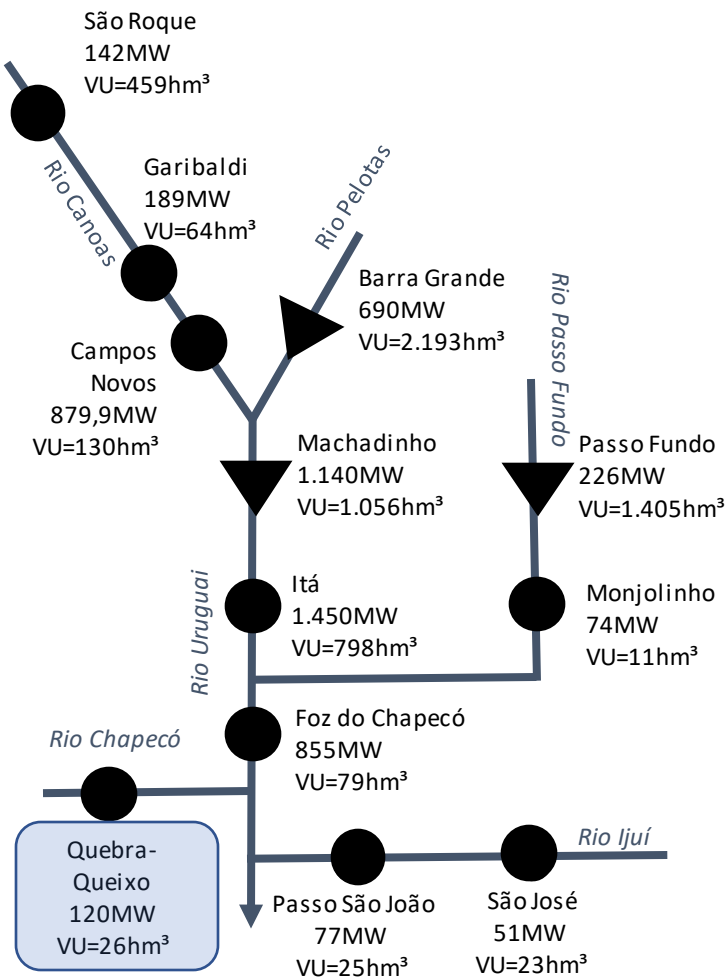 São Roque
142MW
VU=459hm³
Rio Canoas
Garibaldi
189MW
VU=64hm³
Rio Pelotas
Barra Grande
690MW
VU=2.193hm³
Rio Passo Fundo
Campos
Novos
879,9MW
VU=130hm³
Machadinho
1.140MW
VU=1.056hm³
Passo Fundo
226MW
VU=1.405hm³
Rio Uruguai
Itá
1.450MW
VU=798hm³
Monjolinho
74MW
VU=11hm³
Foz do Chapecó
855MW
VU=79hm³
Rio Chapecó
Quebra-
Queixo
120MW
VU=26hm³
Rio Ijuí
Passo São João
77MW
VU=25hm³
São José
51MW
VU=23hm³